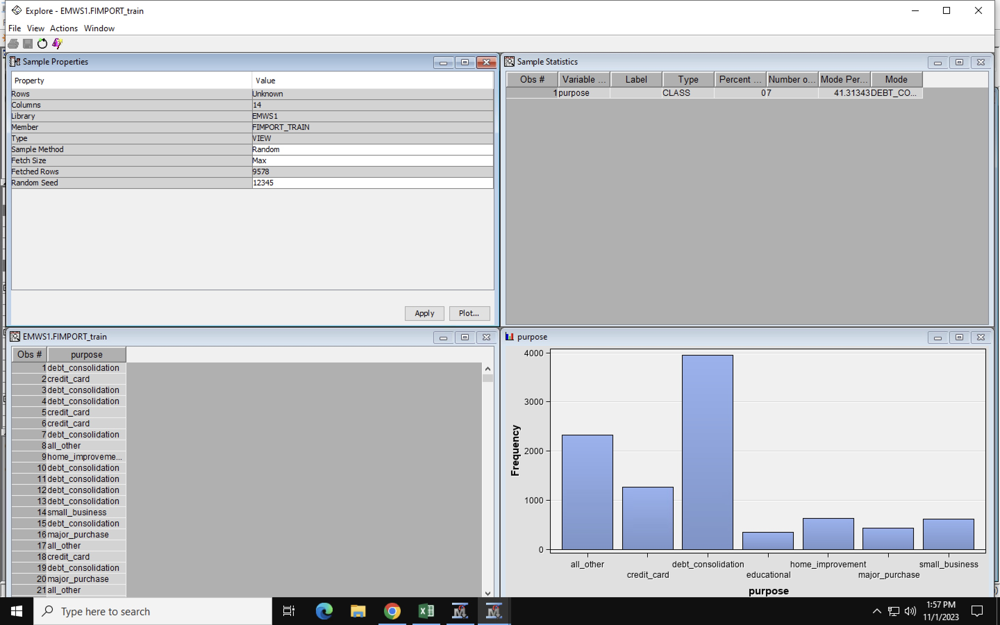 Explore - EMWS1.FIMPORT_train
File View Actions Window
Sample Properties
Property Value
Rows Unknown
Columns 14
Library EMWS1
Member FIMPORT_TRAIN
Type VIEW
Sample Method Random
Fetch Size Max
Fetched Rows 9578
Random Seed 12345
Apply Plot...
Sample Statistics
Obs # Variable ... Label Type Percent ... Number o... Mode Per... Mode
1 purpose CLASS 0 7 41.31343 DEBT_CO...
EMWS1.FIMPORT_train
Obs # purpose
1 debt_consolidation
2 credit_card
3 debt_consolidation
4 debt_consolidation
5 credit_card
6 credit_card
7 debt_consolidation
8 all_other
9 home_improveme...
10 debt_consolidation
11 debt_consolidation
12 debt_consolidation
13 debt_consolidation
14 small_business
15 debt_consolidation
16 major_purchase
17 all_other
18 credit_card
19 debt_consolidation
20 major_purchase
21 all_other
purpose
4000
3000
2000
1000
0
Frequency
all_other debt_consolidation home_improvement small_business
credit_card educational major_purchase
purpose
Type here to search
1:57 PM
11/1/2023